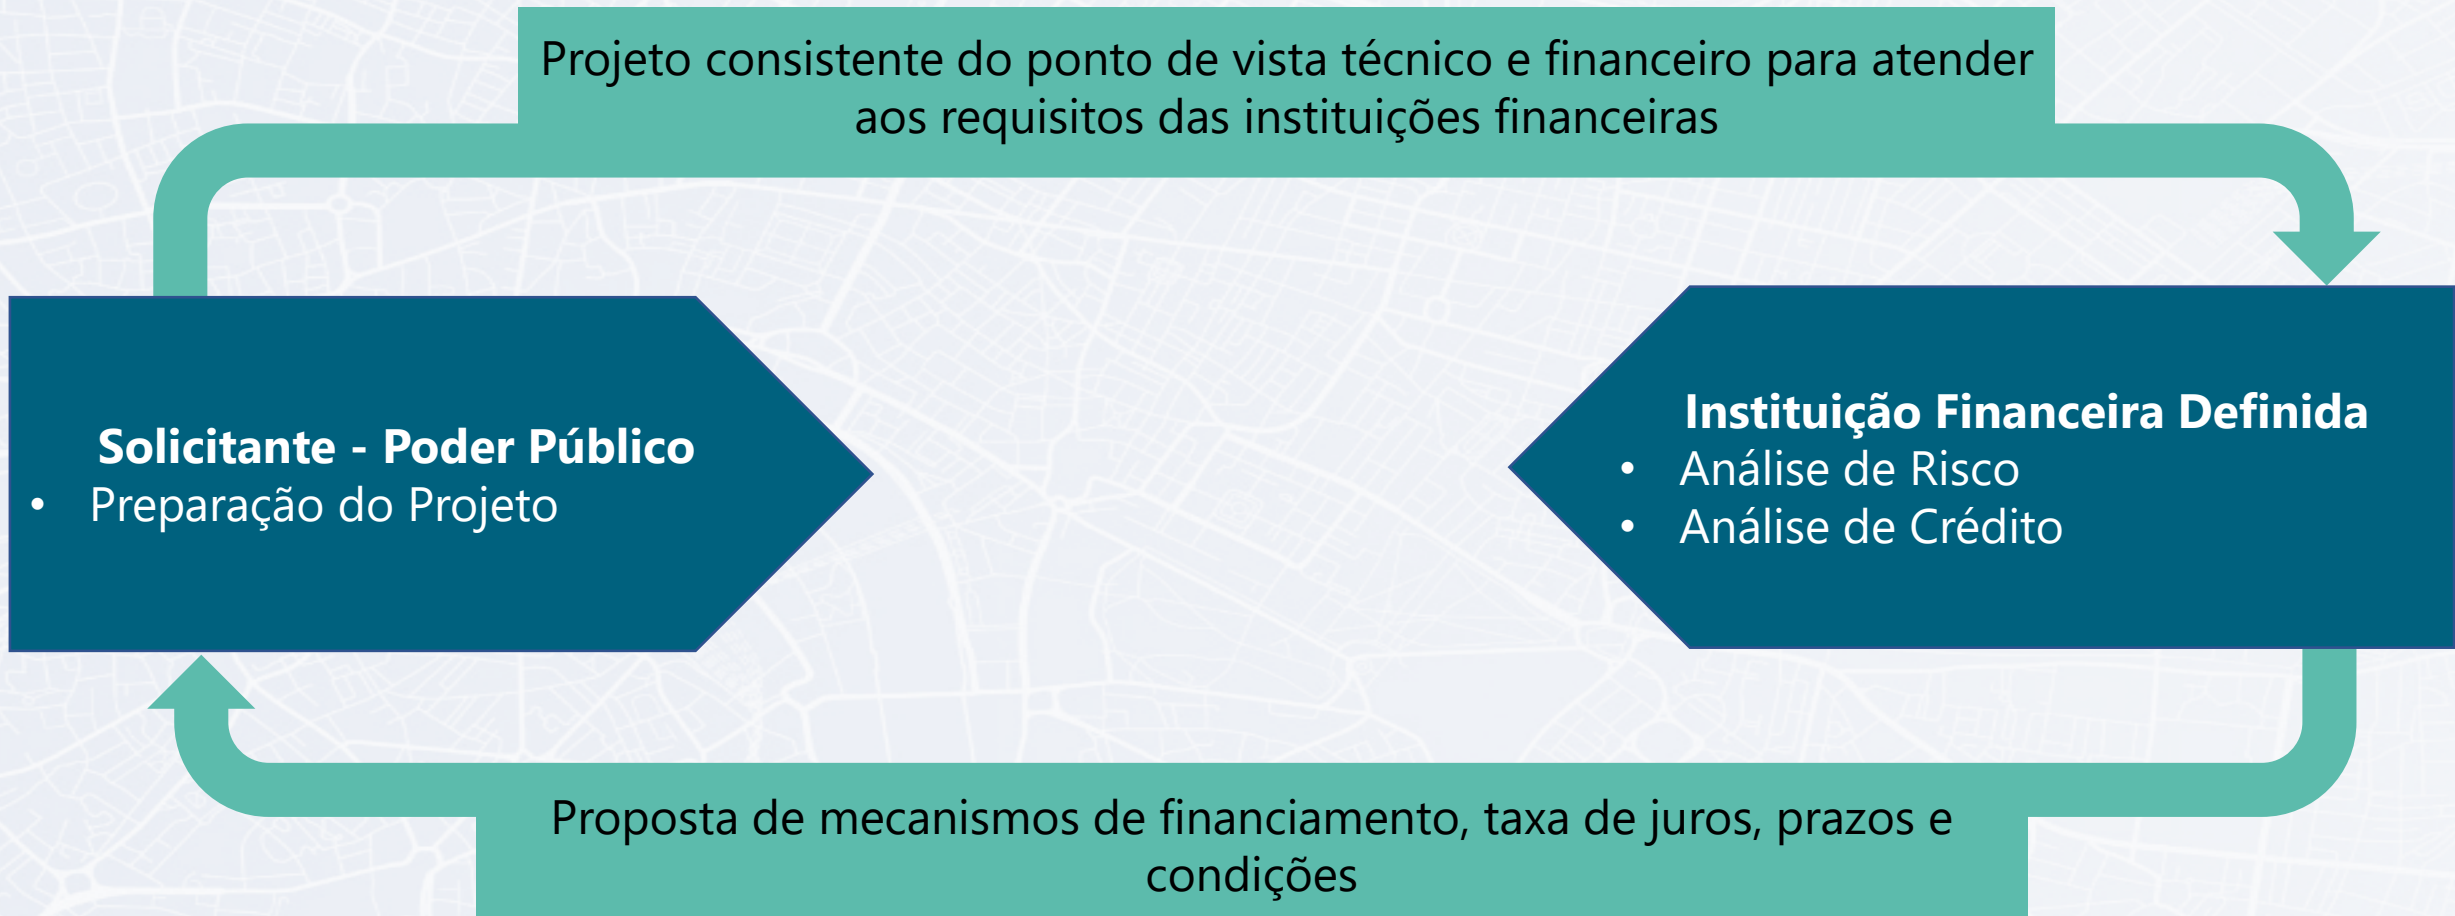 Projeto consistente do ponto de vista técnico e financeiro para atender
aos requisitos das instituições financeiras
Solicitante - Poder Público
• Preparação do Projeto
Instituição Financeira Definida
• Análise de Risco
• Análise de Crédito
Proposta de mecanismos de financiamento, taxa de juros, prazos e
condições